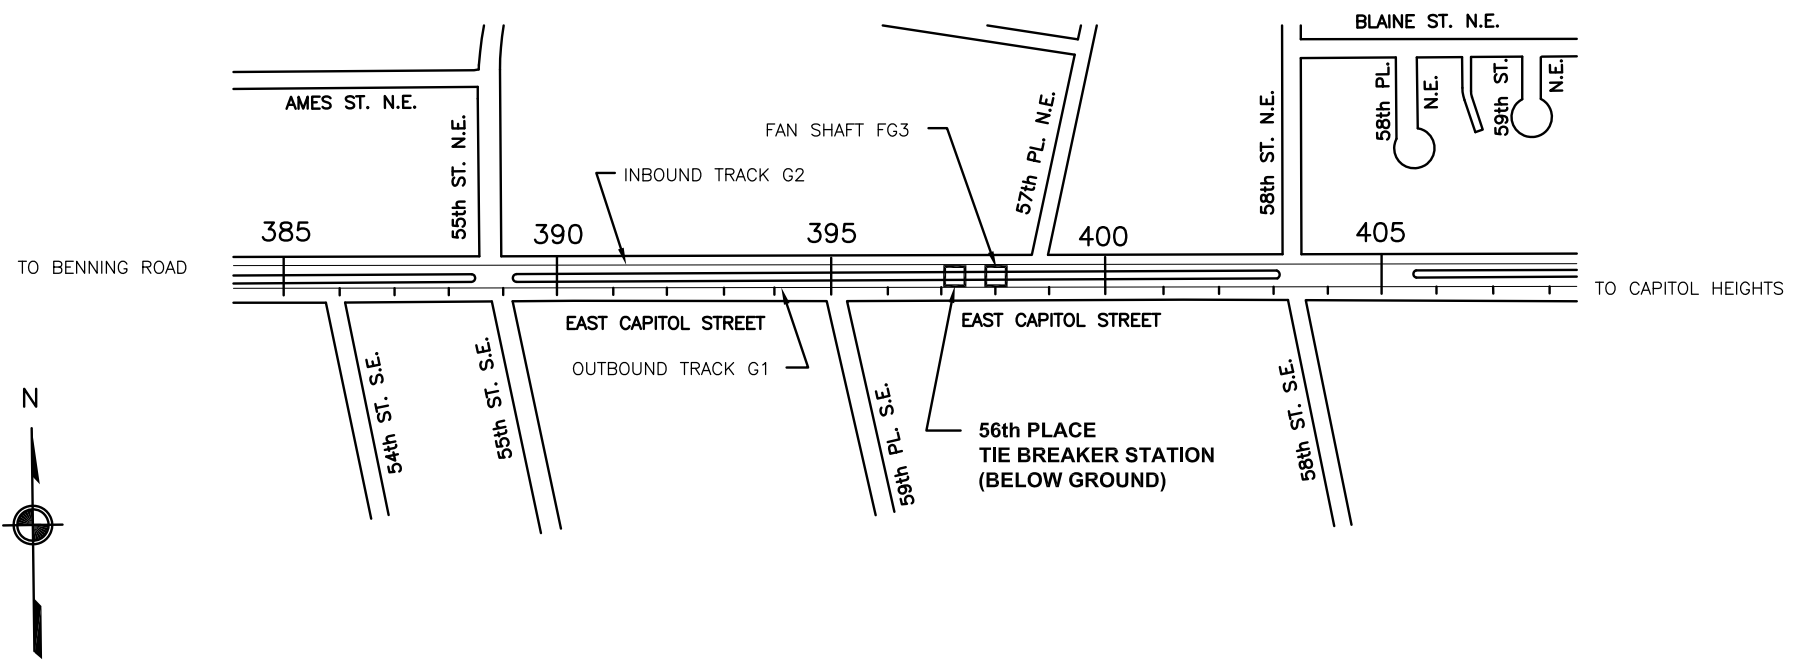 BLAINE ST. N.E.
AMES ST. N.E.
55th ST. N.E.
FAN SHAFT FG3
57th PL. N.E.
58th ST. N.E.
58th PL.
N.E.
59th ST.
N.E.
INBOUND TRACK G2
385
390
395
400
405
TO BENNING ROAD
TO CAPITOL HEIGHTS
EAST CAPITOL STREET
EAST CAPITOL STREET
OUTBOUND TRACK G1
54th ST. S.E.
55th ST. S.E.
59th PL. S.E.
58th ST. S.E.
56th PLACE
TIE BREAKER STATION
(BELOW GROUND)
N